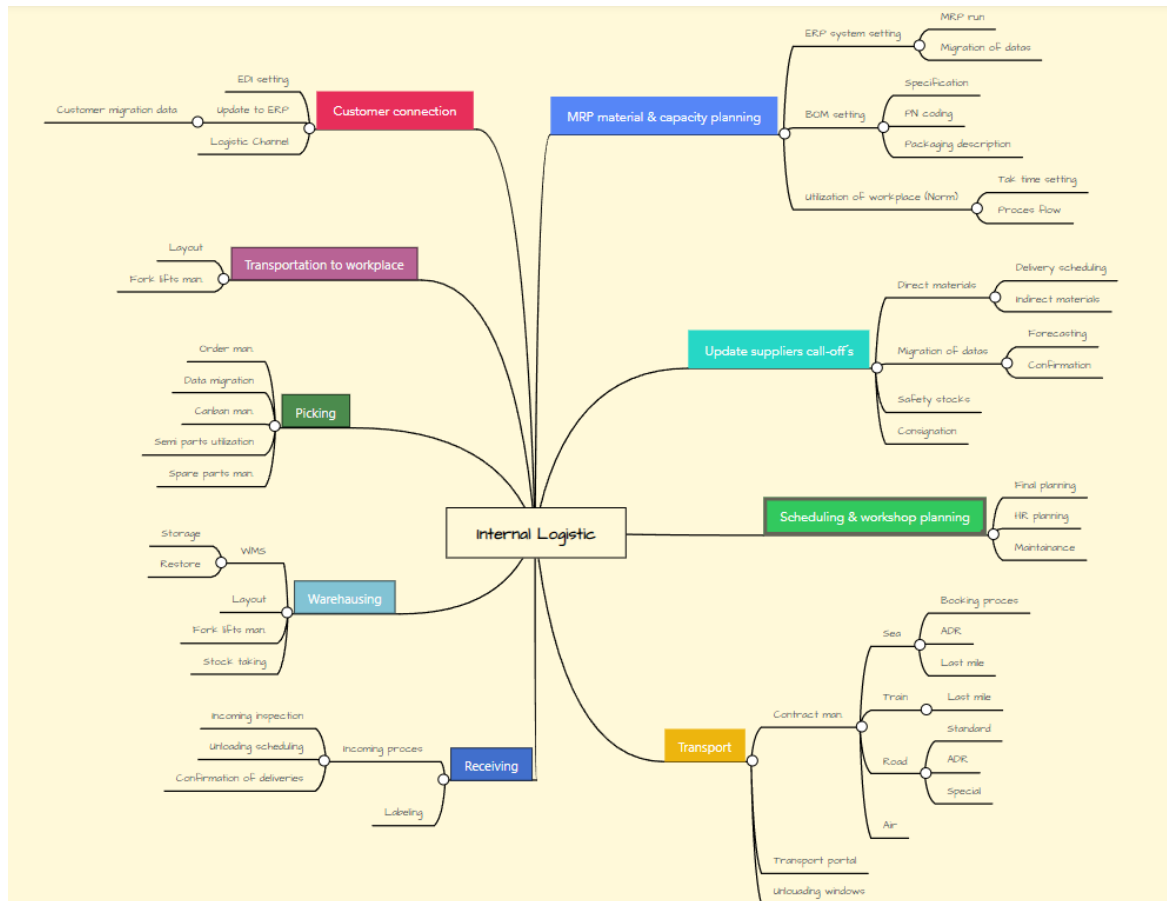 Internal Logistic
Customer connection
EDI setting
Update to ERP
Customer migration data
Logistic Channel
Transportation to workplace
Layout
Fork lifts man.
Picking
Order man.
Data migration
Canban man.
Semi parts utilization
Spare parts man.
Warehausing
WMS
Storage
Restore
Layout
Fork lifts man.
Stock taking
Receiving
Incoming proces
Incoming inspection
Unloading scheduling
Confirmation of deliveries
Labeling
MRP material & capacity planning
ERP system setting
MRP run
Migration of datas
BOM setting
Specification
PN coding
Packaging description
Utilization of workplace (Norm)
Tak time setting
Proces flow
Update suppliers call-off´s
Direct materials
Delivery scheduling
Indirect materials
Migration of datas
Forecasting
Confirmation
Safety stocks
Consignation
Scheduling & workshop planning
Final planning
HR planning
Maintainance
Transport
Contract man.
Sea
Booking proces
ADR
Last mile
Train
Last mile
Road
Standard
ADR
Special
Air
Transport portal
Unlouading windows